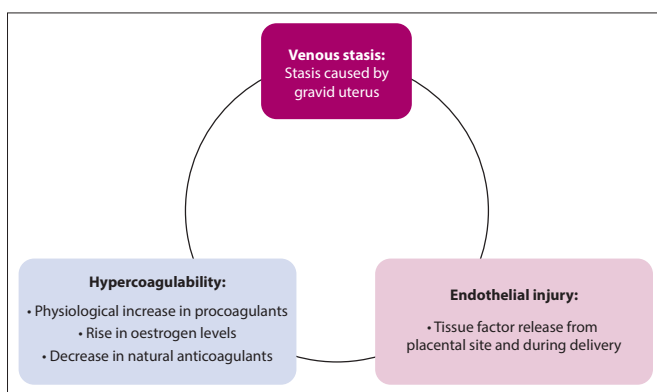 Venous stasis:
Stasis caused by
gravid uterus
Hypercoagulability:
• Physiological increase in procoagulants
• Rise in oestrogen levels
• Decrease in natural anticoagulants
Endothelial injury:
• Tissue factor release from
placental site and during delivery